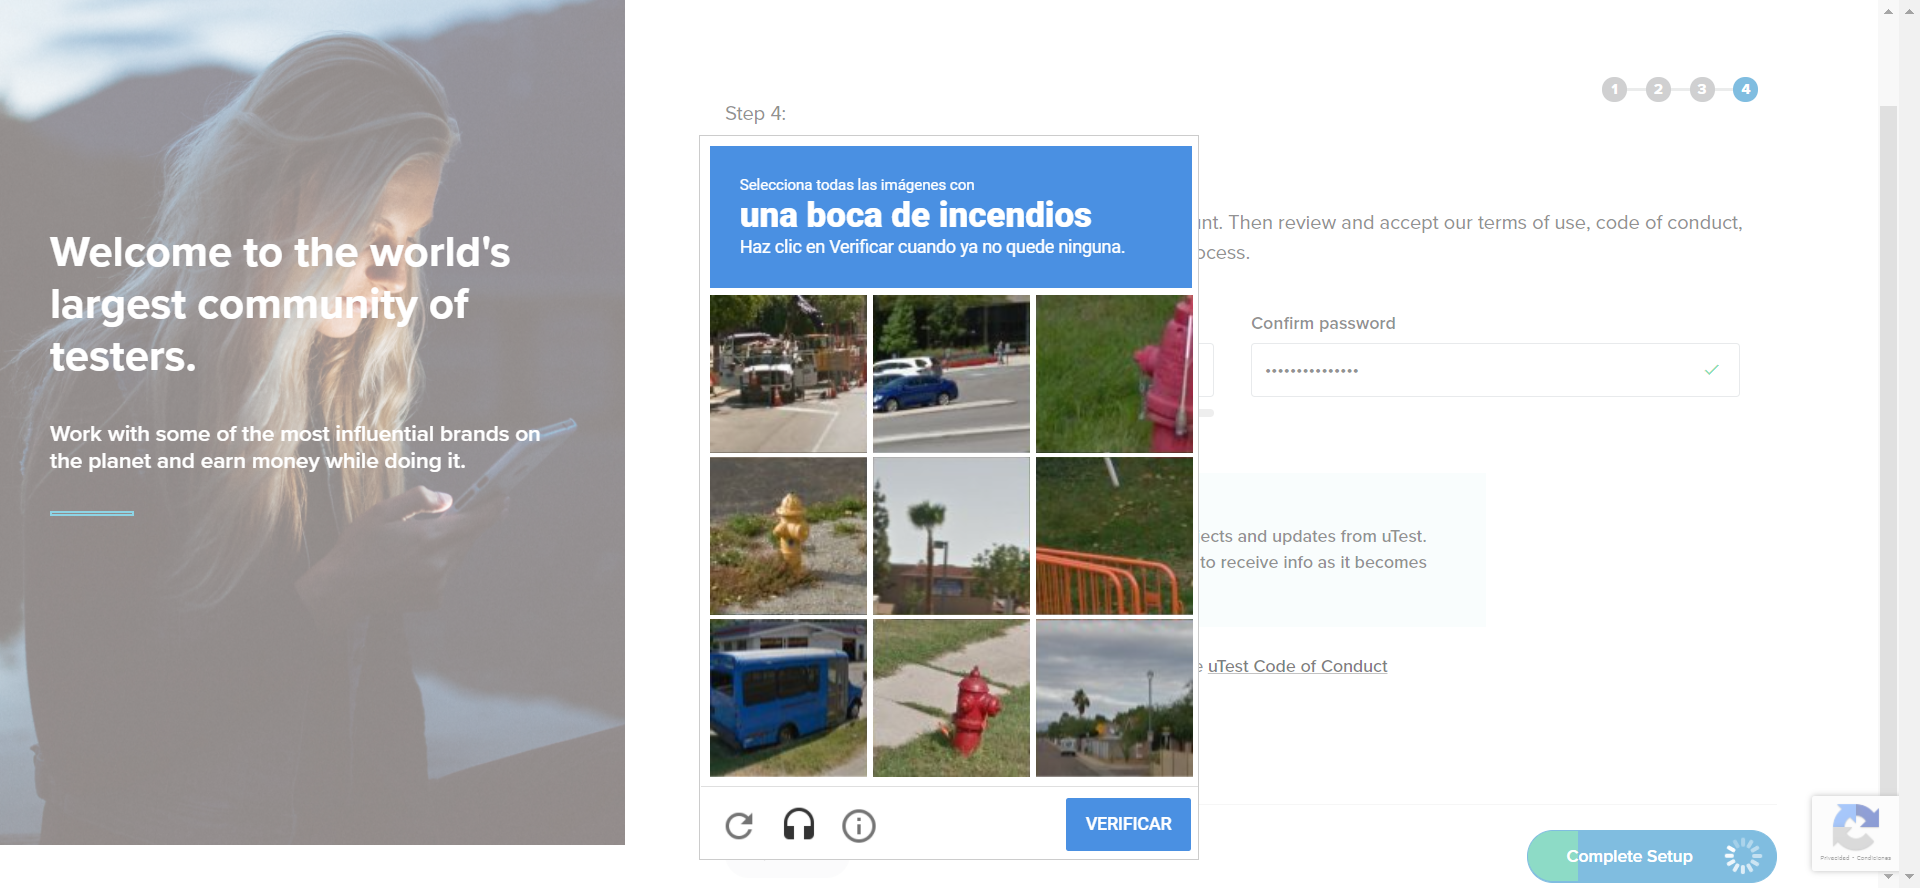 Welcome to the world's
largest community of
testers.
Work with some of the most influential brands on
the planet and earn money while doing it.
1 2 3 4
Step 4:
Selecciona todas las imágenes con
una boca de incendios
Haz clic en Verificar cuando ya no quede ninguna.
nt. Then review and accept our terms of use, code of conduct,
ocess.
Confirm password
ects and updates from uTest.
to receive info as it becomes
e uTest Code of Conduct
VERIFICAR
Complete Setup
Privacidad - Condiciones